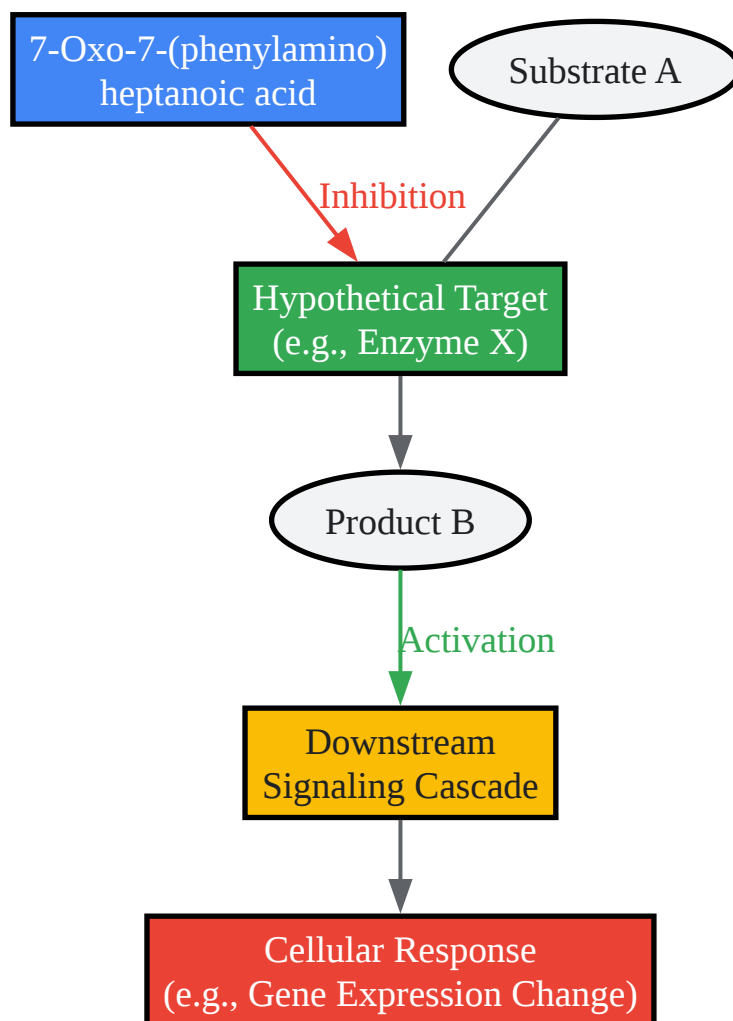 7-Oxo-7-(phenylamino)
heptanoic acid
Substrate A
Inhibition
Hypothetical Target
(e.g., Enzyme X)
Product B
Activation
Downstream
Signaling Cascade
Cellular Response
(e.g., Gene Expression Change)